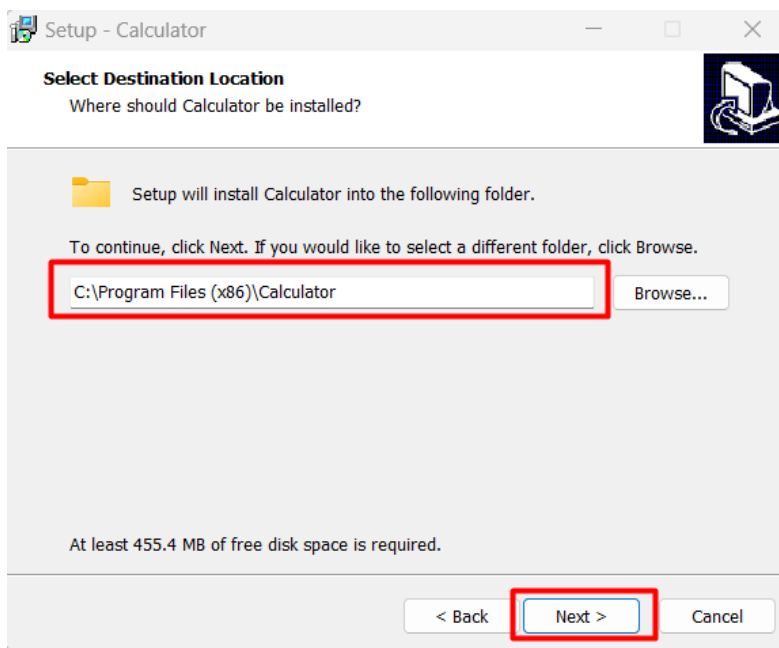 Setup - Calculator
Select Destination Location
Where should Calculator be installed?
Setup will install Calculator into the following folder.
To continue, click Next. If you would like to select a different folder, click Browse.
C:\Program Files (x86)\Calculator
Browse...
At least 455.4 MB of free disk space is required.
< Back
Next >
Cancel